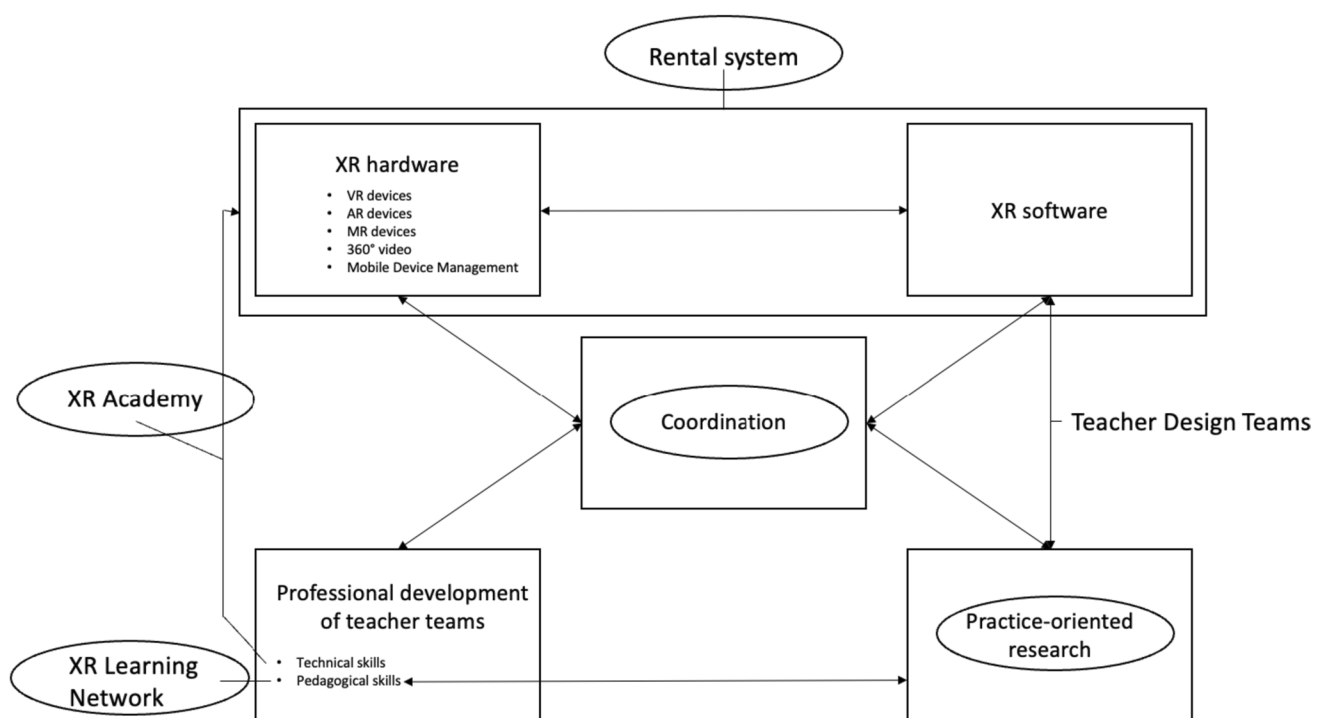 Rental system
XR hardware
• VR devices
• AR devices
• MR devices
• 360° video
• Mobile Device Management
XR software
XR Academy
Coordination
Teacher Design Teams
Professional development
of teacher teams
• Technical skills
• Pedagogical skills
XR Learning
Network
Practice-oriented
research